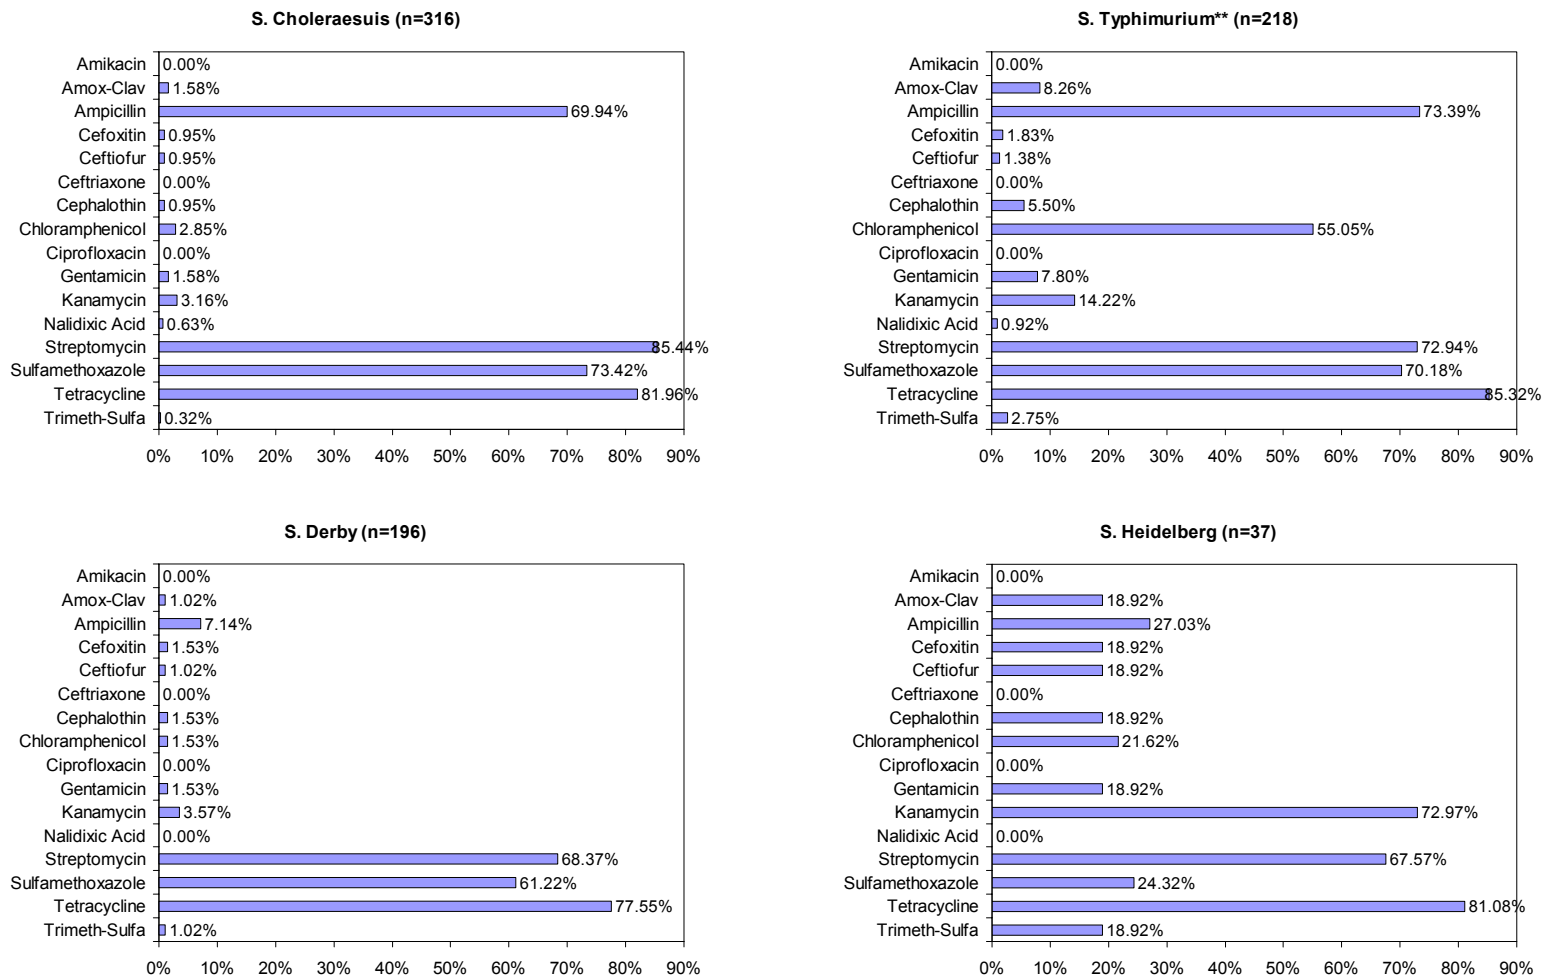 S. Choleraesuis (n=316)
Amikacin 0.00%
Amox-Clav 1.58%
Ampicillin 69.94%
Cefoxitin 0.95%
Ceftiofur 0.95%
Ceftriaxone 0.00%
Cephalothin 0.95%
Chloramphenicol 2.85%
Ciprofloxacin 0.00%
Gentamicin 1.58%
Kanamycin 3.16%
Nalidixic Acid 0.63%
Streptomycin 85.44%
Sulfamethoxazole 73.42%
Tetracycline 81.96%
Trimeth-Sulfa 0.32%
0% 10% 20% 30% 40% 50% 60% 70% 80% 90%
S. Typhimurium** (n=218)
Amikacin 0.00%
Amox-Clav 8.26%
Ampicillin 73.39%
Cefoxitin 1.83%
Ceftiofur 1.38%
Ceftriaxone 0.00%
Cephalothin 5.50%
Chloramphenicol 55.05%
Ciprofloxacin 0.00%
Gentamicin 7.80%
Kanamycin 14.22%
Nalidixic Acid 0.92%
Streptomycin 72.94%
Sulfamethoxazole 70.18%
Tetracycline 85.32%
Trimeth-Sulfa 2.75%
0% 10% 20% 30% 40% 50% 60% 70% 80% 90%
S. Derby (n=196)
Amikacin 0.00%
Amox-Clav 1.02%
Ampicillin 7.14%
Cefoxitin 1.53%
Ceftiofur 1.02%
Ceftriaxone 0.00%
Cephalothin 1.53%
Chloramphenicol 1.53%
Ciprofloxacin 0.00%
Gentamicin 1.53%
Kanamycin 3.57%
Nalidixic Acid 0.00%
Streptomycin 68.37%
Sulfamethoxazole 61.22%
Tetracycline 77.55%
Trimeth-Sulfa 1.02%
0% 10% 20% 30% 40% 50% 60% 70% 80% 90%
S. Heidelberg (n=37)
Amikacin 0.00%
Amox-Clav 18.92%
Ampicillin 27.03%
Cefoxitin 18.92%
Ceftiofur 18.92%
Ceftriaxone 0.00%
Cephalothin 18.92%
Chloramphenicol 21.62%
Ciprofloxacin 0.00%
Gentamicin 18.92%
Kanamycin 72.97%
Nalidixic Acid 0.00%
Streptomycin 67.57%
Sulfamethoxazole 24.32%
Tetracycline 81.08%
Trimeth-Sulfa 18.92%
0% 10% 20% 30% 40% 50% 60% 70% 80% 90%